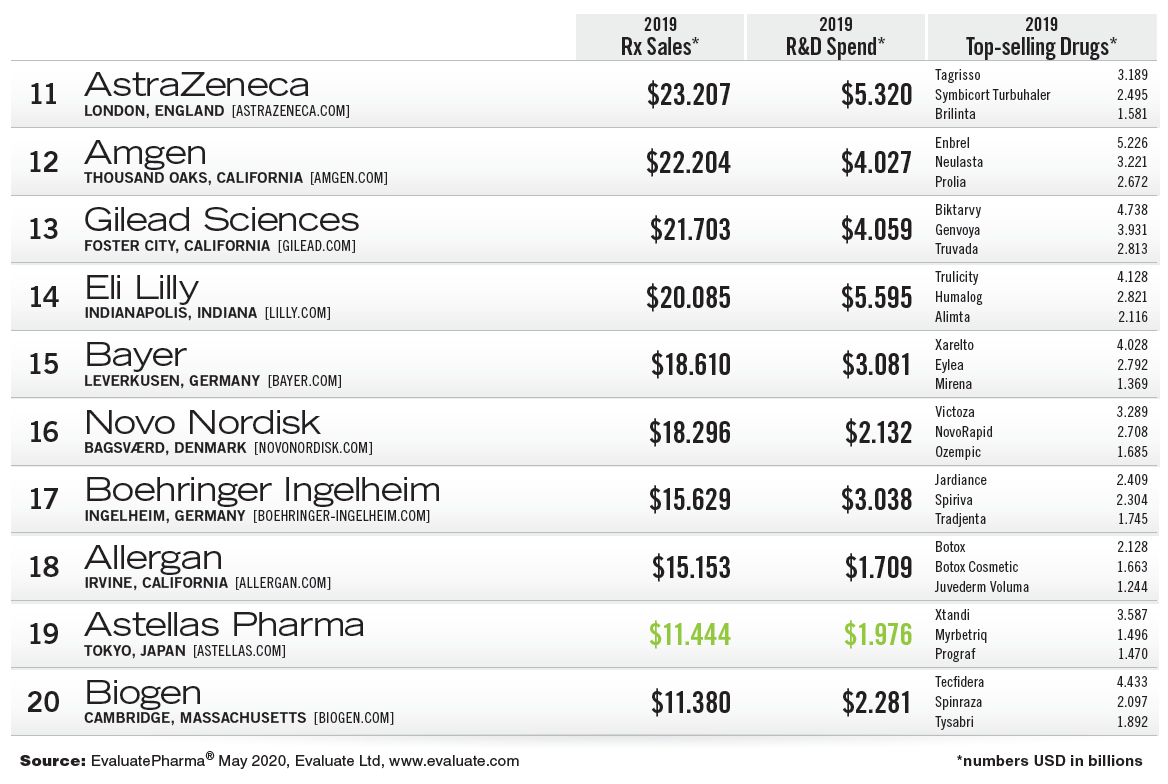 2019 2019 2019
Rx Sales* R&D Spend* Top-selling Drugs*
11 AstraZeneca $23.207 $5.320
LONDON, ENGLAND [ASTRAZENECA.COM]
Tagrisso 3.189
Symbicort Turbuhaler 2.495
Brilinta 1.581
12 Amgen $22.204 $4.027
THOUSAND OAKS, CALIFORNIA [AMGEN.COM]
Enbrel 5.226
Neulasta 3.221
Prolia 2.672
13 Gilead Sciences $21.703 $4.059
FOSTER CITY, CALIFORNIA [GILEAD.COM]
Biktarvy 4.738
Genvoya 3.931
Truvada 2.813
14 Eli Lilly $20.085 $5.595
INDIANAPOLIS, INDIANA [LILLY.COM]
Trulicity 4.128
Humalog 2.821
Alimta 2.116
15 Bayer $18.610 $3.081
LEVERKUSEN, GERMANY [BAYER.COM]
Xarelto 4.028
Eylea 2.792
Mirena 1.369
16 Novo Nordisk $18.296 $2.132
BAGSVÆRD, DENMARK [NOVONORDISK.COM]
Victoza 3.289
NovoRapid 2.708
Ozempic 1.685
17 Boehringer Ingelheim $15.629 $3.038
INGELHEIM, GERMANY [BOEHRINGER-INGELHEIM.COM]
Jardiance 2.409
Spiriva 2.304
Tradjenta 1.745
18 Allergan $15.153 $1.709
IRVINE, CALIFORNIA [ALLERGAN.COM]
Botox 2.128
Botox Cosmetic 1.663
Juvederm Voluma 1.244
19 Astellas Pharma $11.444 $1.976
TOKYO, JAPAN [ASTELLAS.COM]
Xtandi 3.587
Myrbetriq 1.496
Prograf 1.470
20 Biogen $11.380 $2.281
CAMBRIDGE, MASSACHUSETTS [BIOGEN.COM]
Tecfidera 4.433
Spinraza 2.097
Tysabri 1.892
Source: EvaluatePharma® May 2020, Evaluate Ltd, www.evaluate.com *numbers USD in billions